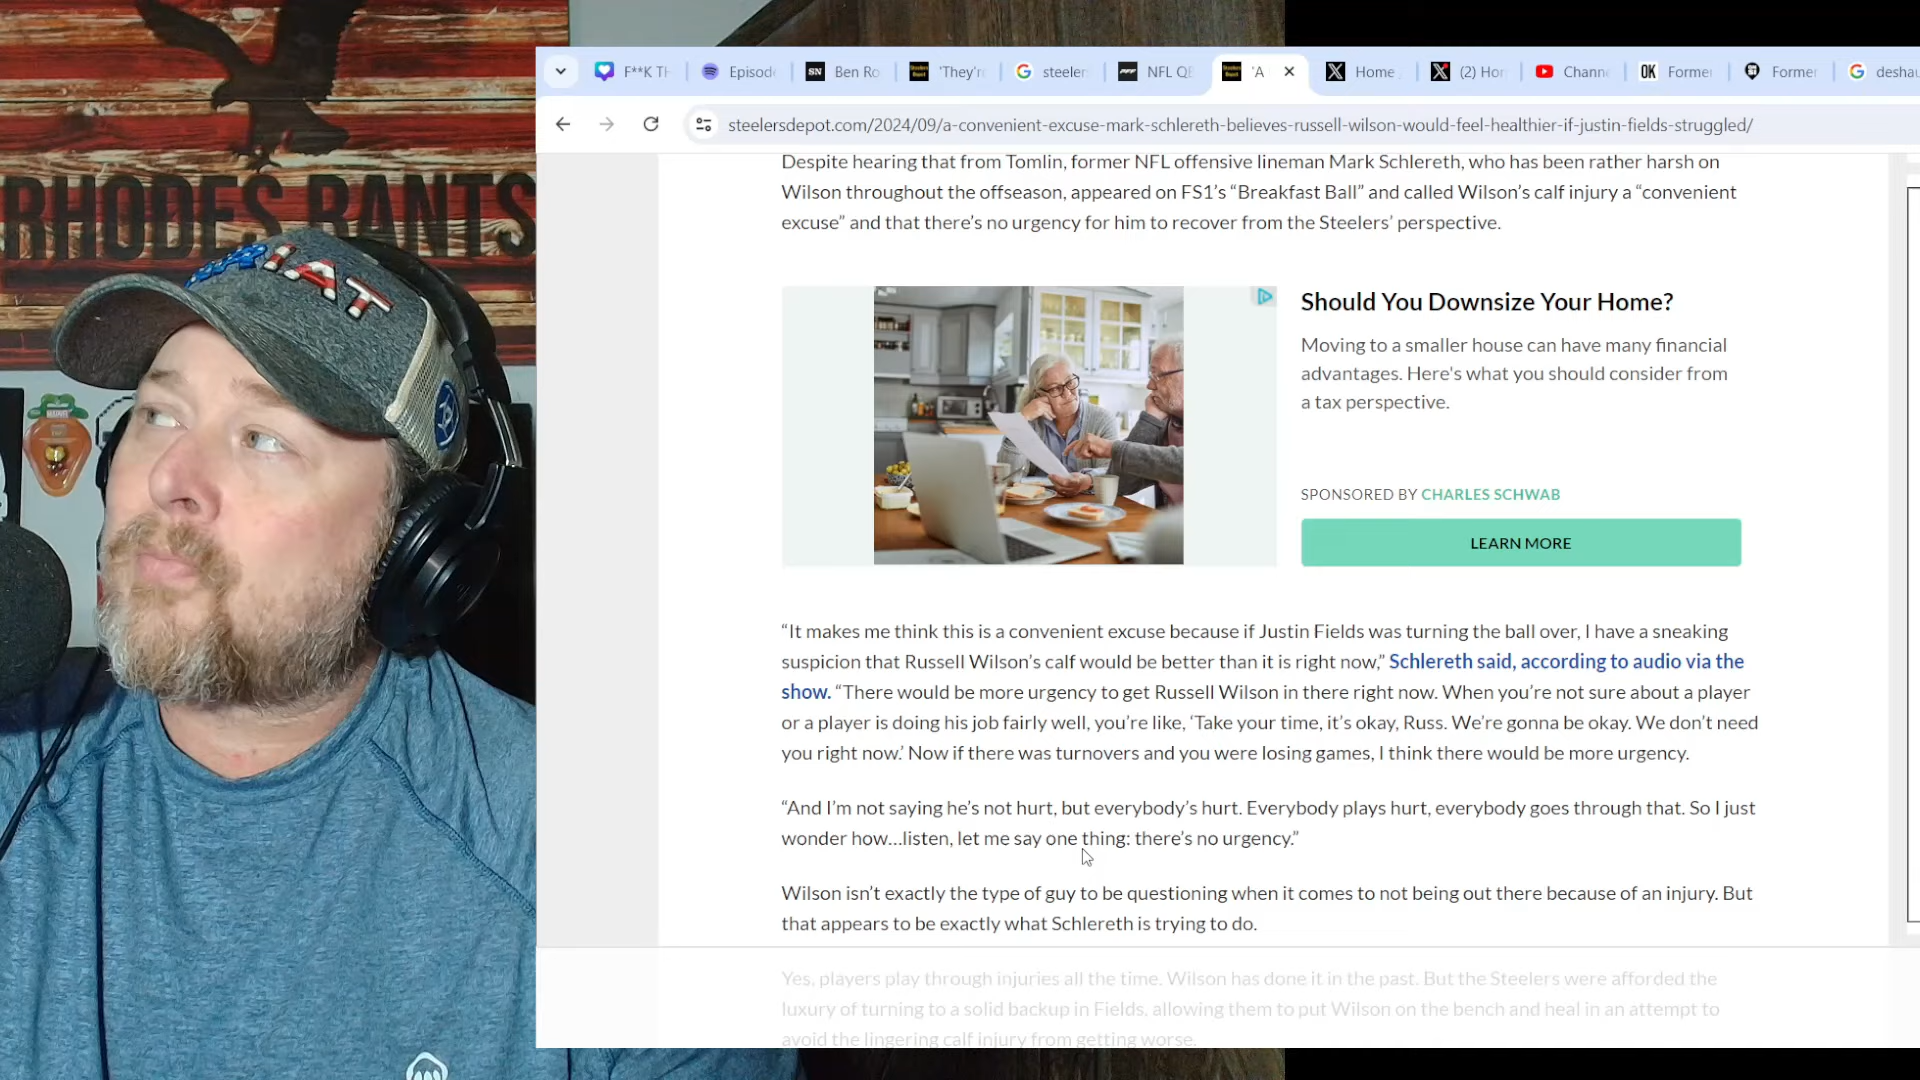 RHODES RANTS
IAT
F**K TH
Episode
SN
Ben Ro
'They'r
steeler
PFF
NFL QB
'A
Home
(2) Hor
Chann
OK
Former
Former
deshau
steelersdepot.com/2024/09/a-convenient-excuse-mark-schlereth-believes-russell-wilson-would-feel-healthier-if-justin-fields-struggled/
Despite hearing that from Tomlin, former NFL offensive lineman Mark Schlereth, who has been rather harsh on
Wilson throughout the offseason, appeared on FS1's “Breakfast Ball” and called Wilson's calf injury a “convenient
excuse” and that there's no urgency for him to recover from the Steelers' perspective.
Should You Downsize Your Home?
Moving to a smaller house can have many financial
advantages. Here's what you should consider from
a tax perspective.
SPONSORED BY CHARLES SCHWAB
LEARN MORE
“It makes me think this is a convenient excuse because if Justin Fields was turning the ball over, I have a sneaking
suspicion that Russell Wilson's calf would be better than it is right now,” Schlereth said, according to audio via the
show. “There would be more urgency to get Russell Wilson in there right now. When you're not sure about a player
or a player is doing his job fairly well, you're like, ‘Take your time, it's okay, Russ. We're gonna be okay. We don't need
you right now.’ Now if there was turnovers and you were losing games, I think there would be more urgency.
“And I'm not saying he's not hurt, but everybody's hurt. Everybody plays hurt, everybody goes through that. So I just
wonder how…listen, let me say one thing: there's no urgency.”
Wilson isn't exactly the type of guy to be questioning when it comes to not being out there because of an injury. But
that appears to be exactly what Schlereth is trying to do.
Yes, players play through injuries all the time. Wilson has done it in the past. But the Steelers were afforded the
luxury of turning to a solid backup in Fields, allowing them to put Wilson on the bench and heal in an attempt to
avoid the lingering calf injury from getting worse.